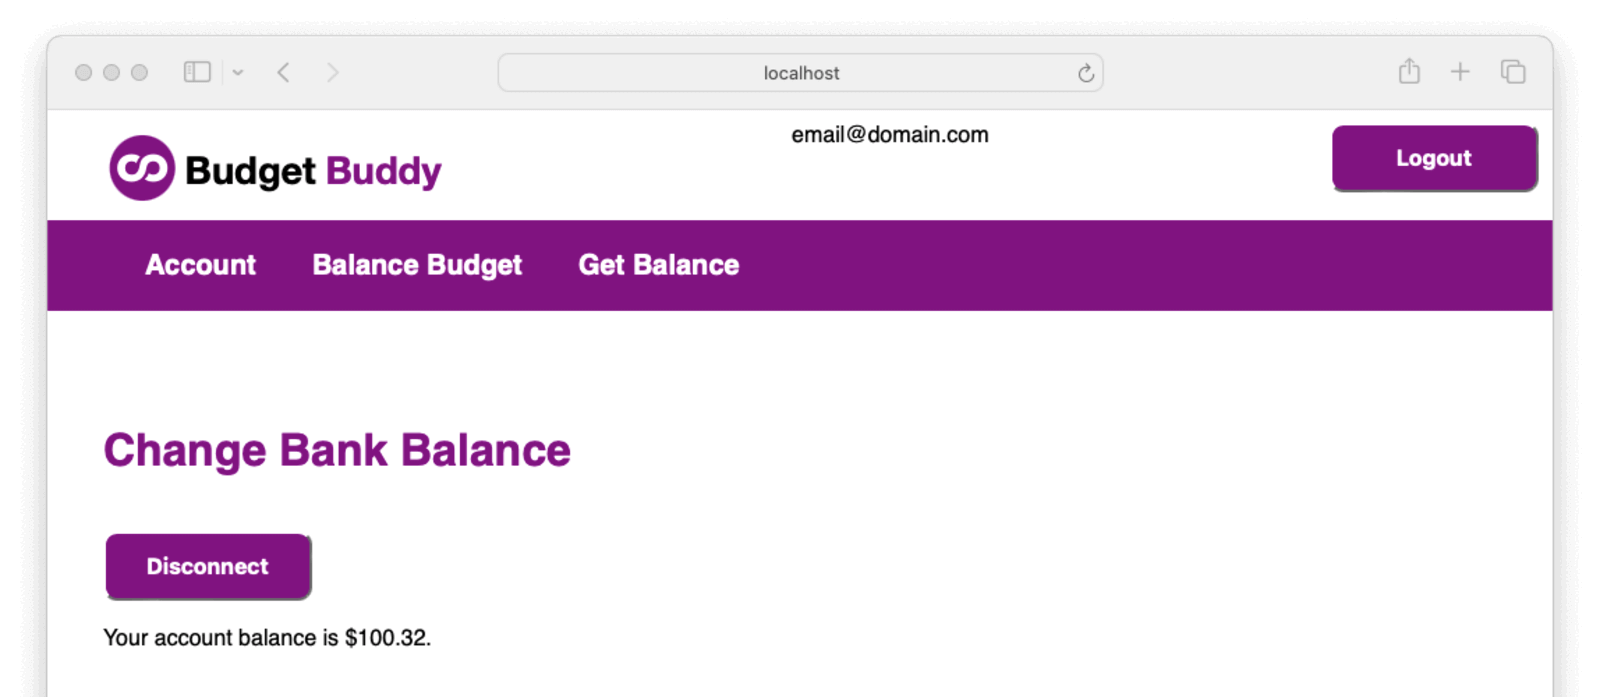 localhost
email@domain.com
Logout
Budget Buddy
Account Balance Budget Get Balance
Change Bank Balance
Disconnect
Your account balance is $100.32.